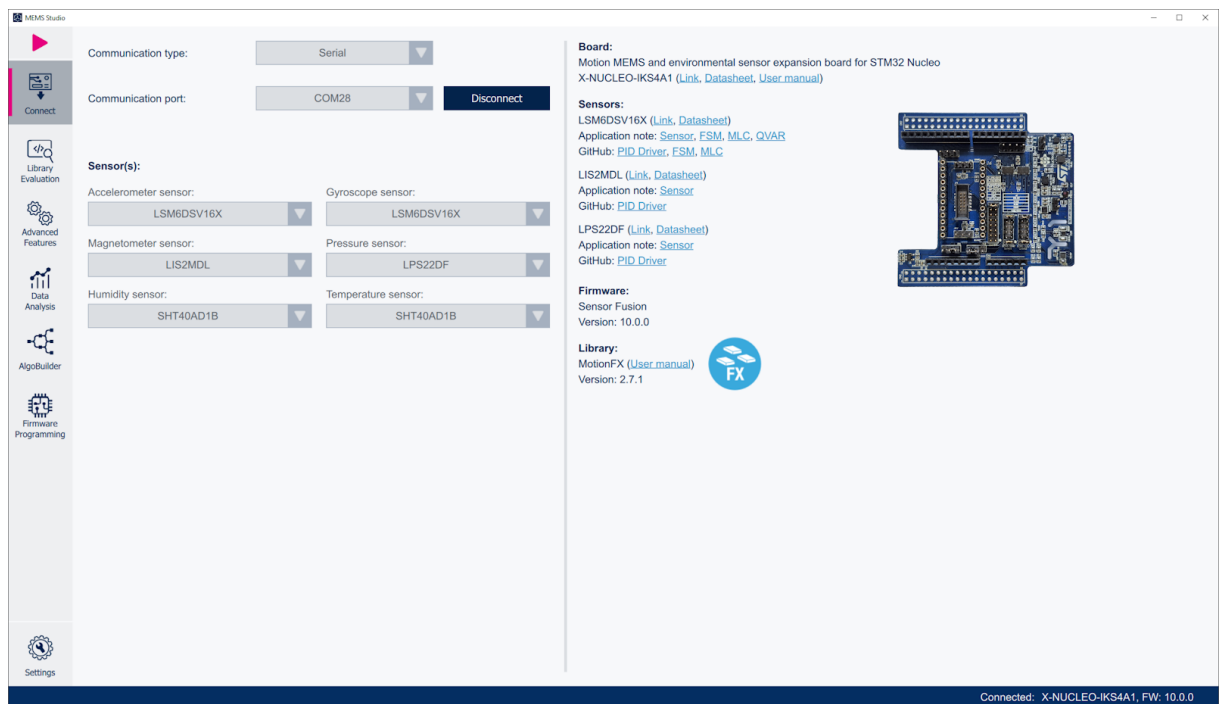 MEMS Studio
Connect
Library
Evaluation
Advanced
Features
Data
Analysis
AlgoBuilder
Firmware
Programming
Settings
Communication type:
Serial
Communication port:
COM28
Disconnect
Sensor(s):
Accelerometer sensor:
Gyroscope sensor:
LSM6DSV16X
LSM6DSV16X
Magnetometer sensor:
Pressure sensor:
LIS2MDL
LPS22DF
Humidity sensor:
Temperature sensor:
SHT40AD1B
SHT40AD1B
Board:
Motion MEMS and environmental sensor expansion board for STM32 Nucleo
X-NUCLEO-IKS4A1 (Link, Datasheet, User manual)
Sensors:
LSM6DSV16X (Link, Datasheet)
Application note: Sensor, FSM, MLC, QVAR
GitHub: PID Driver, FSM, MLC
LIS2MDL (Link, Datasheet)
Application note: Sensor
GitHub: PID Driver
LPS22DF (Link, Datasheet)
Application note: Sensor
GitHub: PID Driver
Firmware:
Sensor Fusion
Version: 10.0.0
Library:
MotionFX (User manual)
Version: 2.7.1
FX
Connected: X-NUCLEO-IKS4A1, FW: 10.0.0